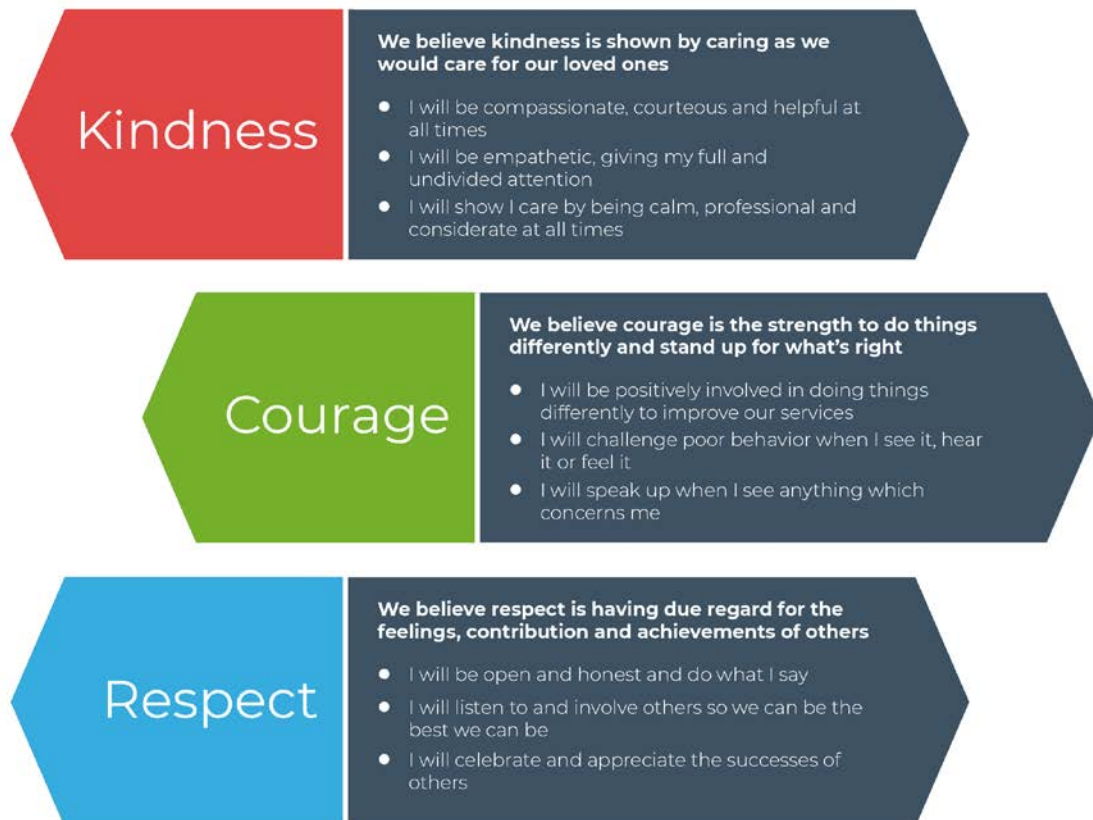 Kindness
We believe kindness is shown by caring as we
would care for our loved ones
● I will be compassionate, courteous and helpful at
all times
● I will be empathetic, giving my full and
undivided attention
● I will show I care by being calm, professional and
considerate at all times
Courage
We believe courage is the strength to do things
differently and stand up for what's right
● I will be positively involved in doing things
differently to improve our services
● I will challenge poor behavior when I see it, hear
it or feel it
● I will speak up when I see anything which
concerns me
Respect
We believe respect is having due regard for the
feelings, contribution and achievements of others
● I will be open and honest and do what I say
● I will listen to and involve others so we can be the
best we can be
● I will celebrate and appreciate the successes of
others